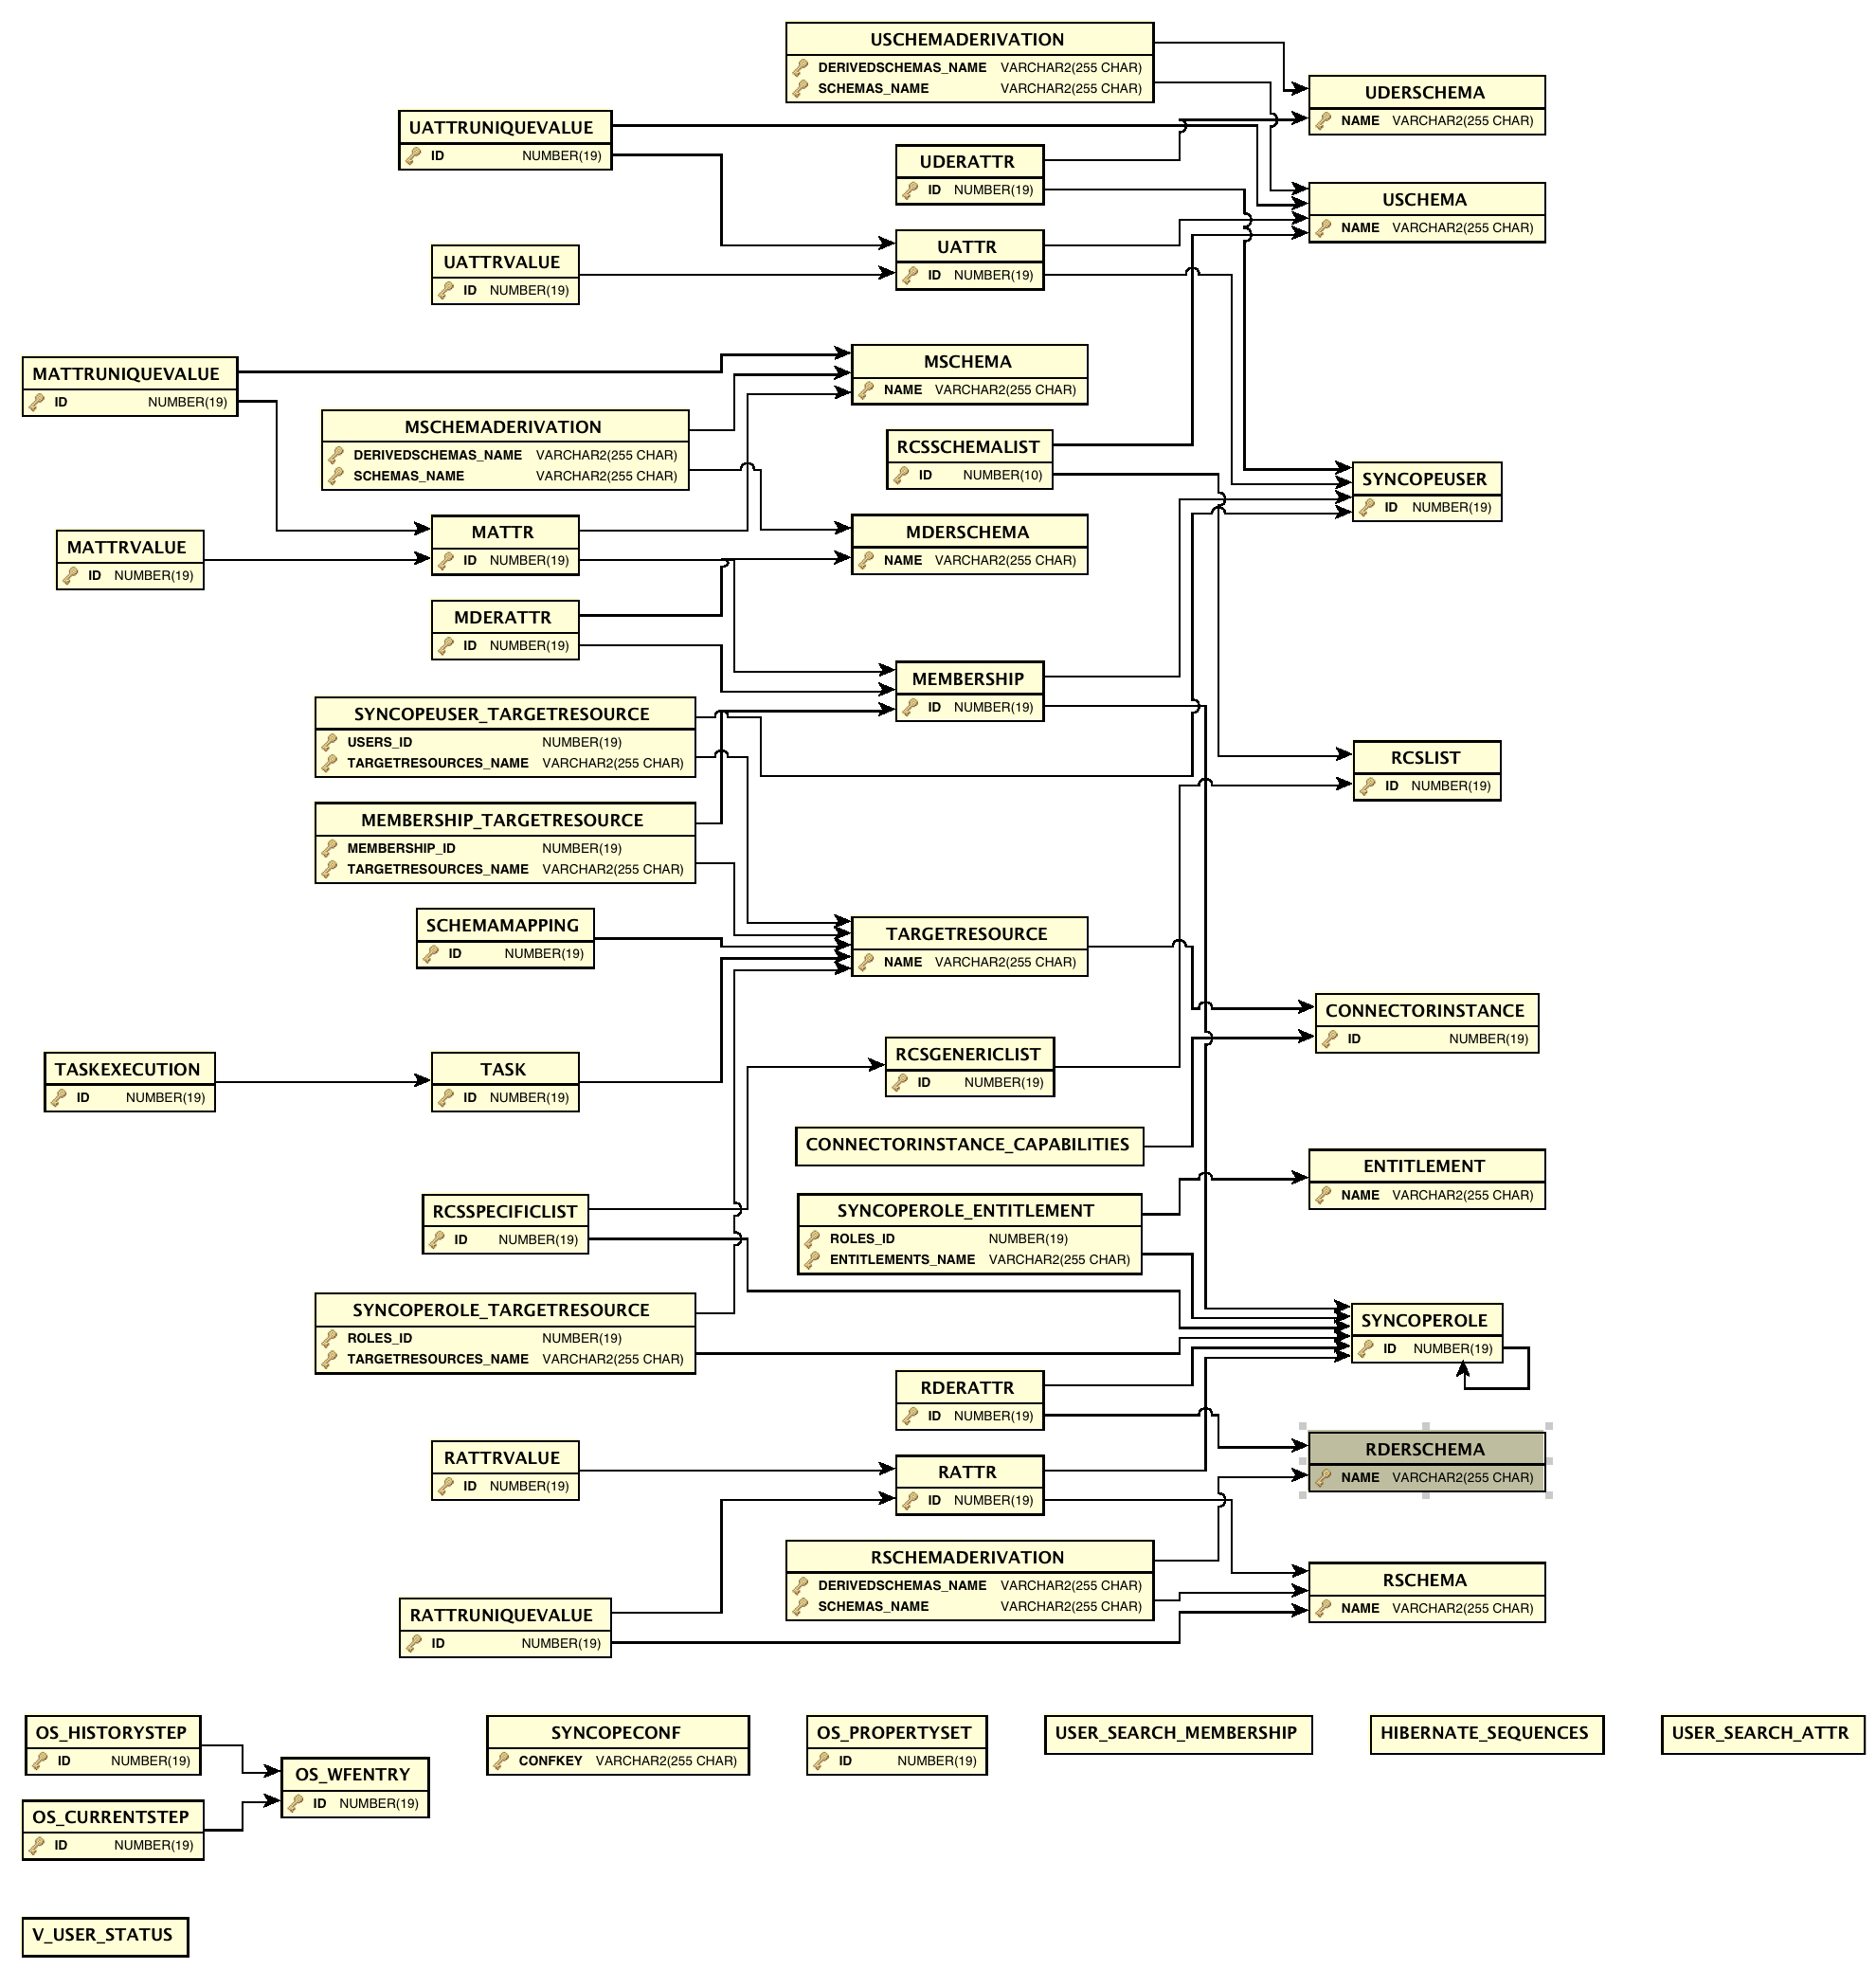 USCHEMADERIVATION
DERIVEDSCHEMAS_NAME VARCHAR2(255 CHAR)
SCHEMAS_NAME VARCHAR2(255 CHAR)
UDERSCHEMA
NAME VARCHAR2(255 CHAR)
UATTRUNIQUEVALUE
ID NUMBER(19)
UDERATTR
ID NUMBER(19)
USCHEMA
NAME VARCHAR2(255 CHAR)
UATTR
ID NUMBER(19)
UATTRVALUE
ID NUMBER(19)
MSCHEMA
NAME VARCHAR2(255 CHAR)
MATTRUNIQUEVALUE
ID NUMBER(19)
MSCHEMADERIVATION
DERIVEDSCHEMAS_NAME VARCHAR2(255 CHAR)
SCHEMAS_NAME VARCHAR2(255 CHAR)
RCSSCHEMALIST
ID NUMBER(10)
SYNCOPEUSER
ID NUMBER(19)
MATTR
ID NUMBER(19)
MDERSCHEMA
NAME VARCHAR2(255 CHAR)
MATTRVALUE
ID NUMBER(19)
MDERATTR
ID NUMBER(19)
MEMBERSHIP
ID NUMBER(19)
SYNCOPEUSER_TARGETRESOURCE
USERS_ID NUMBER(19)
TARGETRESOURCES_NAME VARCHAR2(255 CHAR)
RCSLIST
ID NUMBER(19)
MEMBERSHIP_TARGETRESOURCE
MEMBERSHIP_ID NUMBER(19)
TARGETRESOURCES_NAME VARCHAR2(255 CHAR)
SCHEMAMAPPING
ID NUMBER(19)
TARGETRESOURCE
NAME VARCHAR2(255 CHAR)
CONNECTORINSTANCE
ID NUMBER(19)
RCSGENERICLIST
ID NUMBER(19)
TASKEXECUTION
ID NUMBER(19)
TASK
ID NUMBER(19)
CONNECTORINSTANCE_CAPABILITIES
ENTITLEMENT
NAME VARCHAR2(255 CHAR)
RCSSPECIFICLIST
ID NUMBER(19)
SYNCOPEROLE_ENTITLEMENT
ROLES_ID NUMBER(19)
ENTITLEMENTS_NAME VARCHAR2(255 CHAR)
SYNCOPEROLE_TARGETRESOURCE
ROLES_ID NUMBER(19)
TARGETRESOURCES_NAME VARCHAR2(255 CHAR)
SYNCOPEROLE
ID NUMBER(19)
RDERATTR
ID NUMBER(19)
RDERSCHEMA
NAME VARCHAR2(255 CHAR)
RATTRVALUE
ID NUMBER(19)
RATTR
ID NUMBER(19)
RSCHEMADERIVATION
DERIVEDSCHEMAS_NAME VARCHAR2(255 CHAR)
SCHEMAS_NAME VARCHAR2(255 CHAR)
RSCHEMA
NAME VARCHAR2(255 CHAR)
RATTRUNIQUEVALUE
ID NUMBER(19)
OS_HISTORYSTEP
ID NUMBER(19)
OS_WFENTRY
ID NUMBER(19)
OS_CURRENTSTEP
ID NUMBER(19)
SYNCOPECONF
CONFKEY VARCHAR2(255 CHAR)
OS_PROPERTYSET
ID NUMBER(19)
USER_SEARCH_MEMBERSHIP
HIBERNATE_SEQUENCES
USER_SEARCH_ATTR
V_USER_STATUS